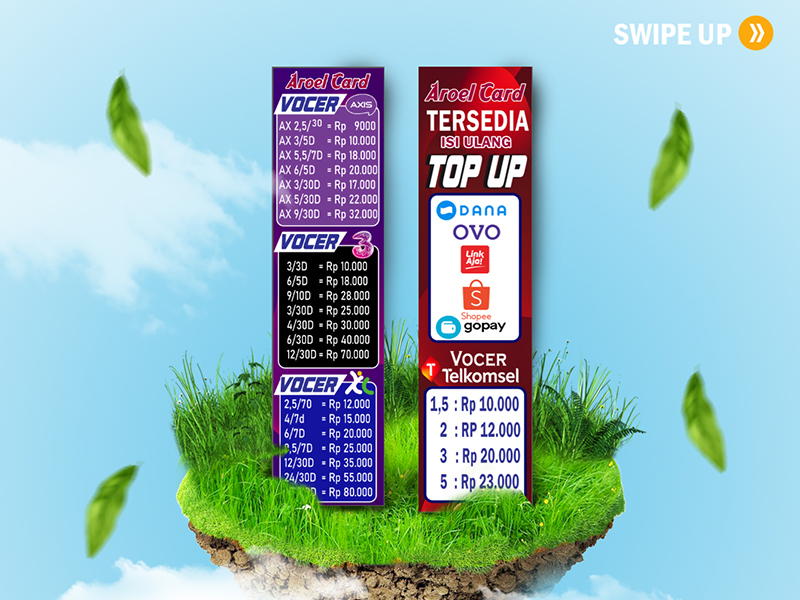 SWIPE UP
Aroel Card
VOCER AXIS
AX 2,5/30 = Rp 9000
AX 3/5D = Rp 10.000
AX 5,5/7D = Rp 18.000
AX 6/5D = Rp 20.000
AX 3/30D = Rp 17.000
AX 5/30D = Rp 22.000
AX 9/30D = Rp 32.000
VOCER 3
3/3D = Rp 10.000
6/5D = Rp 18.000
9/10D = Rp 28.000
3/30D = Rp 25.000
4/30D = Rp 30.000
6/30D = Rp 40.000
12/30D = Rp 70.000
VOCER XL
2,5/70 = Rp 12.000
4/7d = Rp 15.000
6/7D = Rp 20.000
,5/7D = Rp 25.000
12/30D = Rp 35.000
24/30D = Rp 55.000
= Rp 80.000
Aroel Card
TERSEDIA
ISI ULANG
TOP UP
DANA
OVO
Link
Aja!
S
Shopee
gopay
T VOCER
Telkomsel
1,5 : Rp 10.000
2 : RP 12.000
3 : Rp 20.000
5 : Rp 23.000